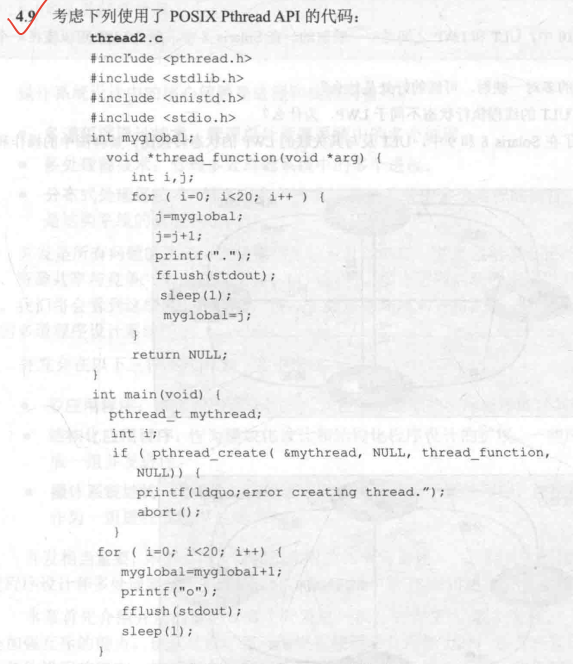 4.9 考虑下列使用了 POSIX Pthread API 的代码：
thread2.c
#include <pthread.h>
#include <stdlib.h>
#include <unistd.h>
#include <stdio.h>
int myglobal;
void *thread_function(void *arg) {
int i,j;
for ( i=0; i<20; i++ ) {
j=myglobal;
j=j+1;
printf(".");
fflush(stdout);
sleep(1);
myglobal=j;
}
return NULL;
}
int main(void) {
pthread_t mythread;
int i;
if ( pthread_create( &mythread, NULL, thread_function,
NULL)) {
printf(ldquo;error creating thread.");
abort();
}
for ( i=0; i<20; i++) {
myglobal=myglobal+1;
printf("o");
fflush(stdout);
sleep(1);
}